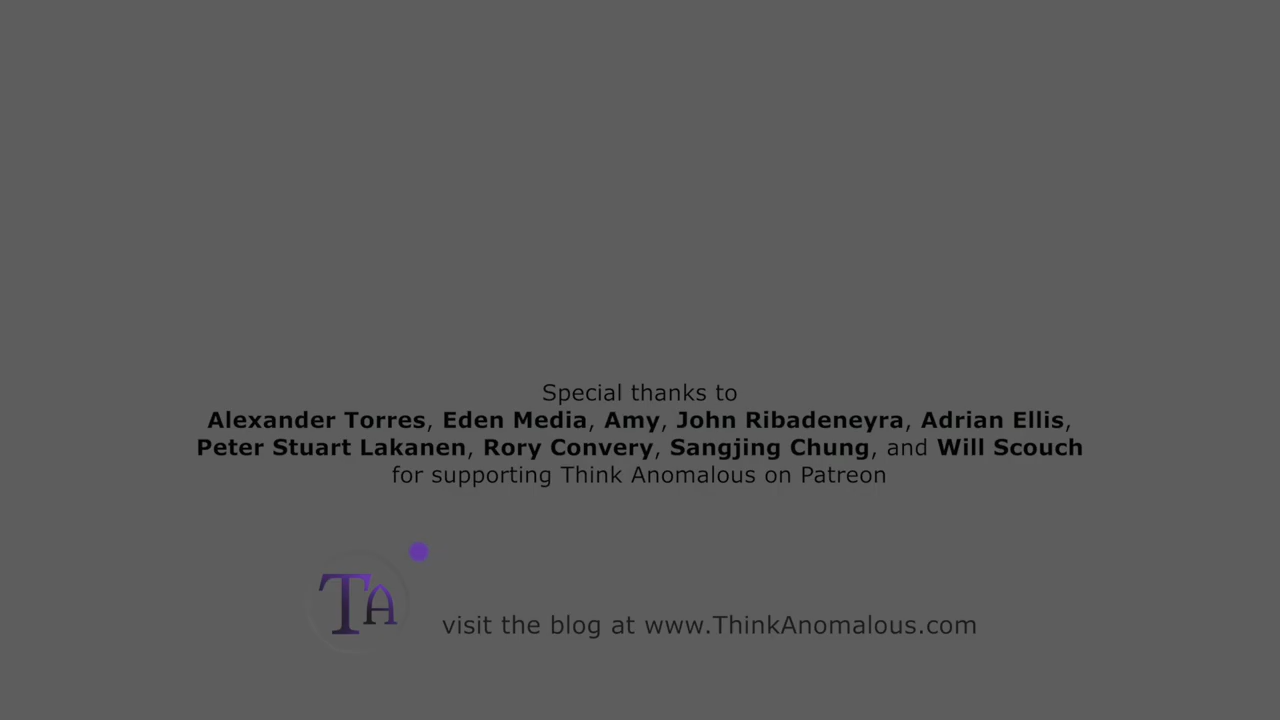 Special thanks to
Alexander Torres, Eden Media, Amy, John Ribadeneyra, Adrian Ellis,
Peter Stuart Lakanen, Rory Convery, Sangjing Chung, and Will Scouch
for supporting Think Anomalous on Patreon
TA
visit the blog at www.ThinkAnomalous.com